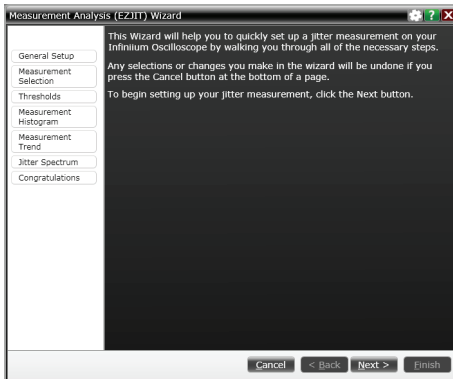 Measurement Analysis (EZJIT) Wizard
?
X
This Wizard will help you to quickly set up a jitter measurement on your
Infiniium Oscilloscope by walking you through all of the necessary steps.
Any selections or changes you make in the wizard will be undone if you
press the Cancel button at the bottom of a page.
To begin setting up your jitter measurement, click the Next button.
General Setup
Measurement
Selection
Thresholds
Measurement
Histogram
Measurement
Trend
Jitter Spectrum
Congratulations
Cancel
< Back
Next >
Finish